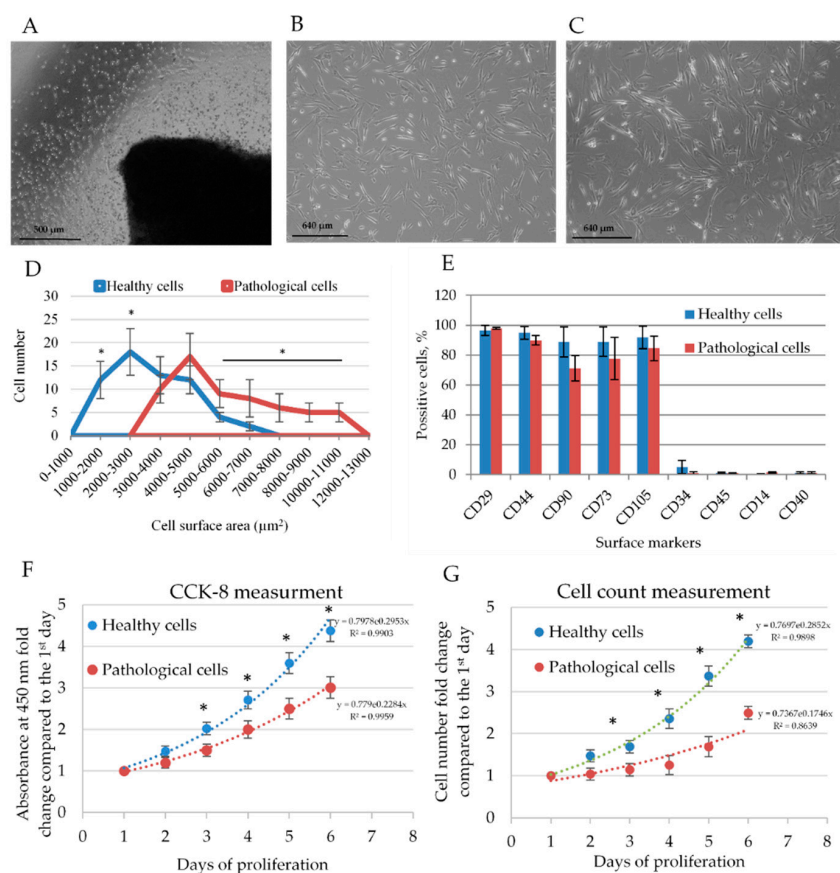 A
B
C
500 µm
640 µm
640 µm
D
Healthy cells
Pathological cells
Cell number
30
25
20
15
10
5
0
*
*
*
0-1000
1000-2000
2000-3000
3000-4000
4000-5000
5000-6000
6000-7000
7000-8000
8000-9000
10000-11000
12000-13000
Cell surface area (µm²)
E
Possitive cells, %
120
100
80
60
40
20
0
Healthy cells
Pathological cells
CD29
CD44
CD90
CD73
CD105
CD34
CD45
CD14
CD40
Surface markers
F
CCK-8 measurment
Absorbance at 450 nm fold
change compared to the 1st day
5
4
3
2
1
0
Healthy cells
Pathological cells
*
*
*
*
y = 0.7978e0.2953x
R² = 0.9903
y = 0.779e0.2284x
R² = 0.9959
0 1 2 3 4 5 6 7 8
Days of proliferation
G
Cell count measurement
Cell number fold change
compared to the 1st day
5
4
3
2
1
0
Healthy cells
Pathological cells
*
*
*
*
y = 0.7697e0.2852x
R² = 0.9898
y = 0.7367e0.1746x
R² = 0.8639
0 1 2 3 4 5 6 7 8
Days of proliferation